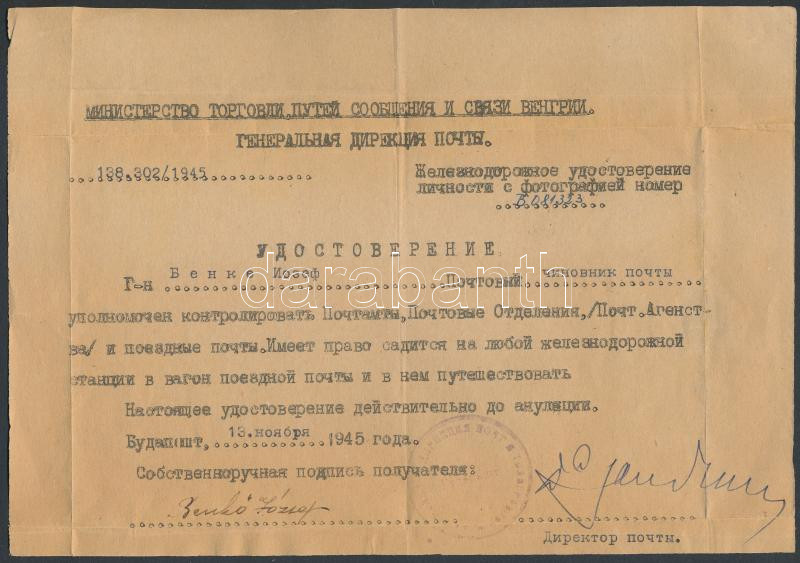 МИНИСТЕРСТВО ТОРГОВЛИ, ПУТЕЙ СООБЩЕНИЯ И СВЯЗИ ВЕНГРИИ.
ГЕНЕРАЛЬНАЯ ДИРЕКЦИЯ ПОЧТЫ.
138.302/1945
Железнодорожное удостоверение
личности с фотографией номер
УДОСТОВЕРЕНИЕ
Г-н Бенке Иозеф Почтовый чиновник почты
уполномочен контролировать Почтамты, Почтовые Отделения, /Почт. Агенст-
ва/ и поездные почты. Имеет право садится на любой железнодорожной
станции в вагон поездной почты и в нем путешествовать
Настоящее удостоверение действительно до ануляции.
Будапешт, 13. ноября 1945 года.
Собственноручная подпись получателя:
Benkő József
Директор почты.
darabanth